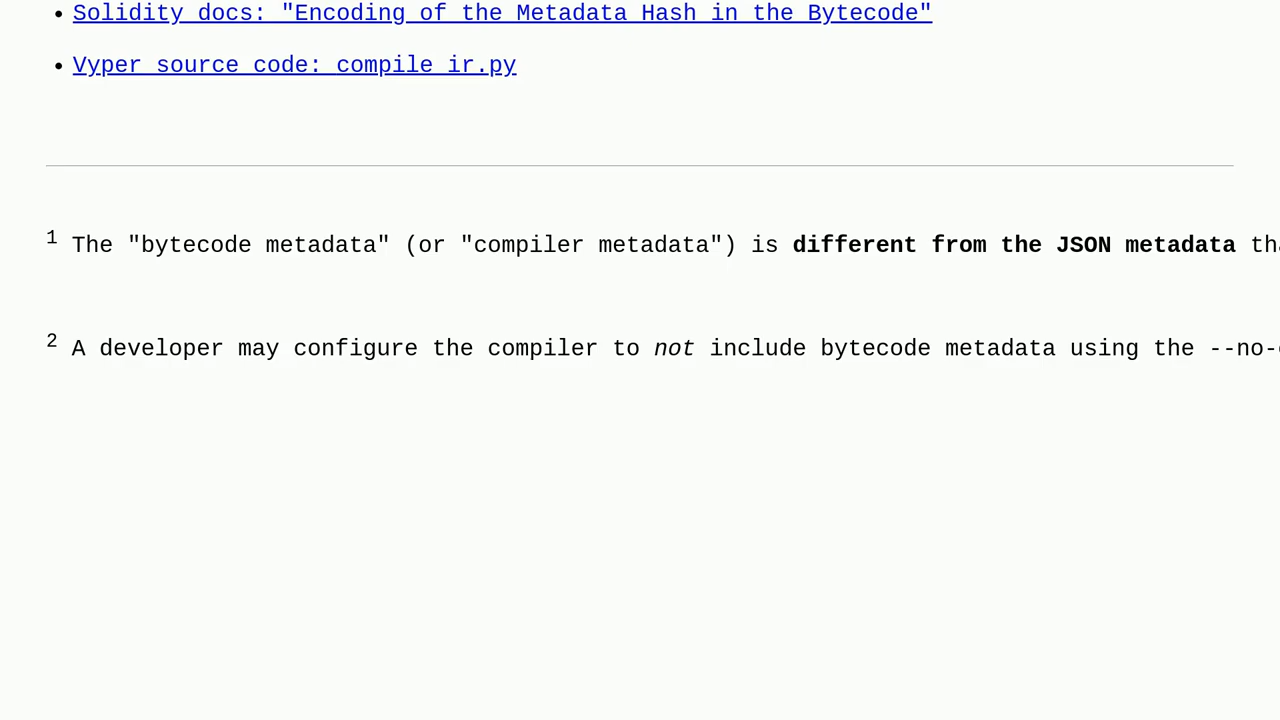 • Solidity docs: "Encoding of the Metadata Hash in the Bytecode"
• Vyper source code: compile_ir.py
1 The "bytecode metadata" (or "compiler metadata") is different from the JSON metadata
2 A developer may configure the compiler to not include bytecode metadata using the